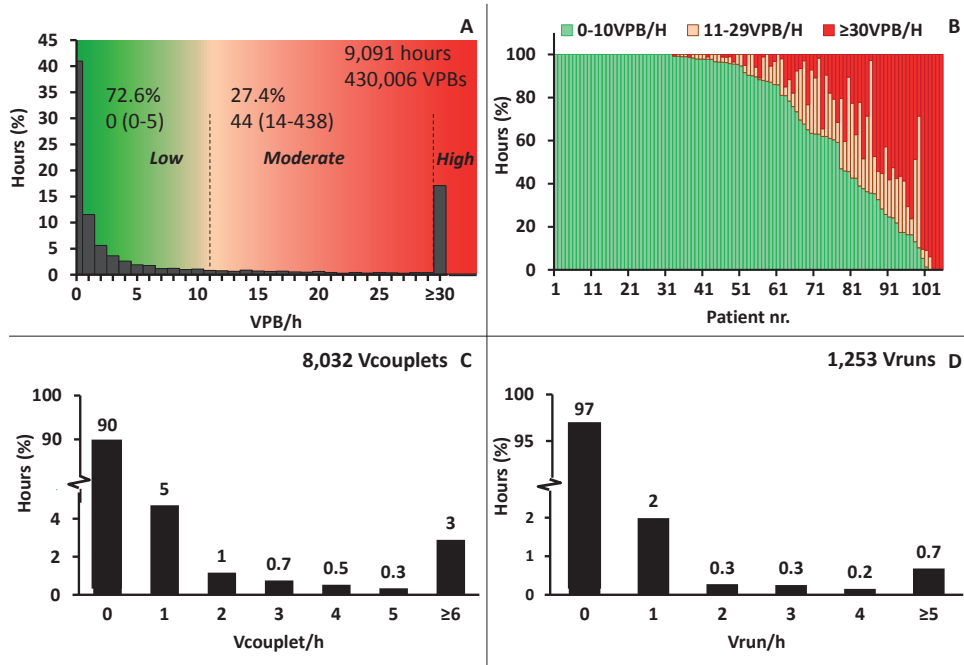 A
45
40
35
30
25
20
15
10
5
0
Hours (%)
9,091 hours
430,006 VPBs
72.6%
0 (0-5)
27.4%
44 (14-438)
Low
Moderate
High
0 5 10 15 20 25 ≥30
VPB/h
B
0-10VPB/H 11-29VPB/H ≥30VPB/H
100
80
60
40
20
0
Hours (%)
1 11 21 31 41 51 61 71 81 91 101
Patient nr.
8,032 Vcouplets C
100
90
4
2
0
Hours (%)
90
5
1
0.7
0.5
0.3
3
0 1 2 3 4 5 ≥6
Vcouplet/h
1,253 Vruns D
100
95
2
1
0
Hours (%)
97
2
0.3
0.3
0.2
0.7
0 1 2 3 4 ≥5
Vrun/h